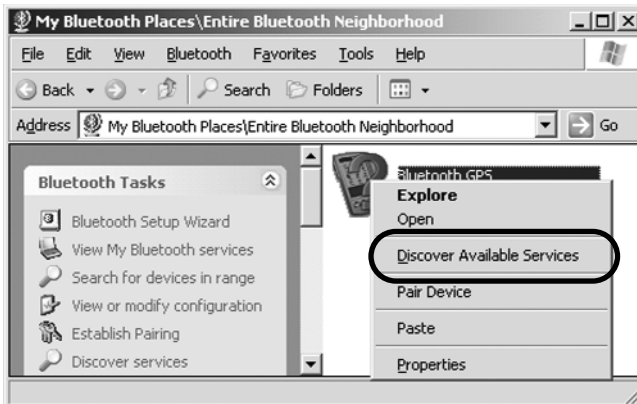 My Bluetooth Places\Entire Bluetooth Neighborhood
File Edit View Bluetooth Favorites Tools Help
Back Search Folders
Address My Bluetooth Places\Entire Bluetooth Neighborhood Go
Bluetooth Tasks
Bluetooth Setup Wizard
View My Bluetooth services
Search for devices in range
View or modify configuration
Establish Pairing
Discover services
Bluetooth GPS
Explore
Open
Discover Available Services
Pair Device
Paste
Properties